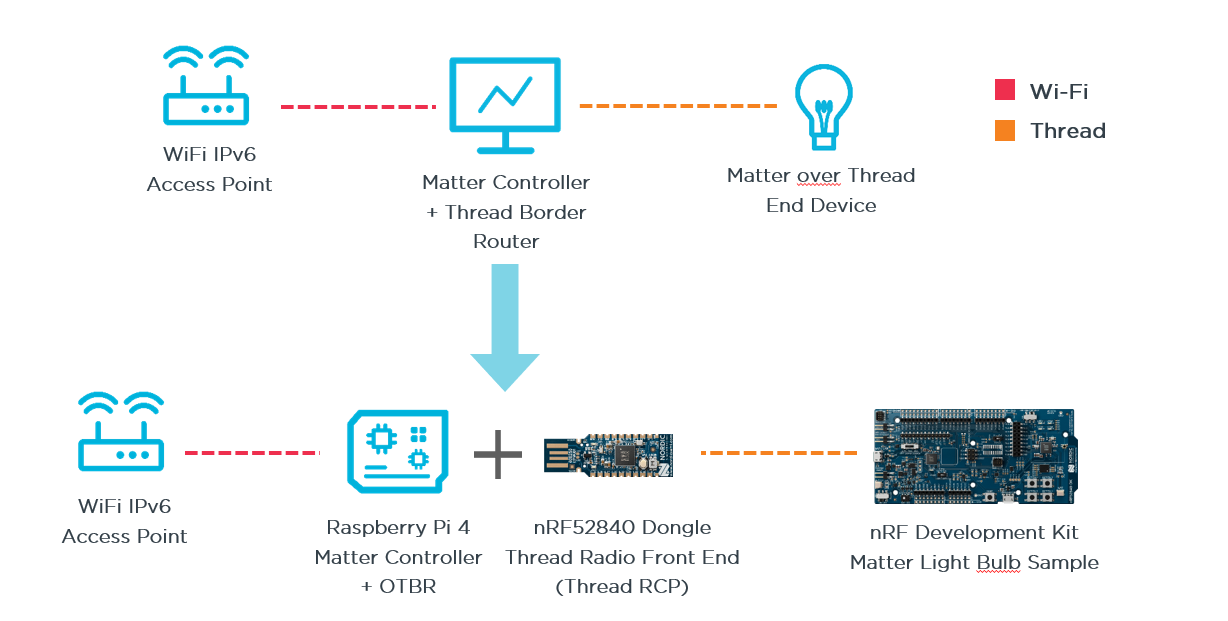 Wi-Fi
Thread
WiFi IPv6
Access Point
Matter Controller
+ Thread Border
Router
Matter over Thread
End Device
WiFi IPv6
Access Point
Raspberry Pi 4
Matter Controller
+ OTBR
NORDIC
nRF52840 Dongle
Thread Radio Front End
(Thread RCP)
nRF Development Kit
Matter Light Bulb Sample